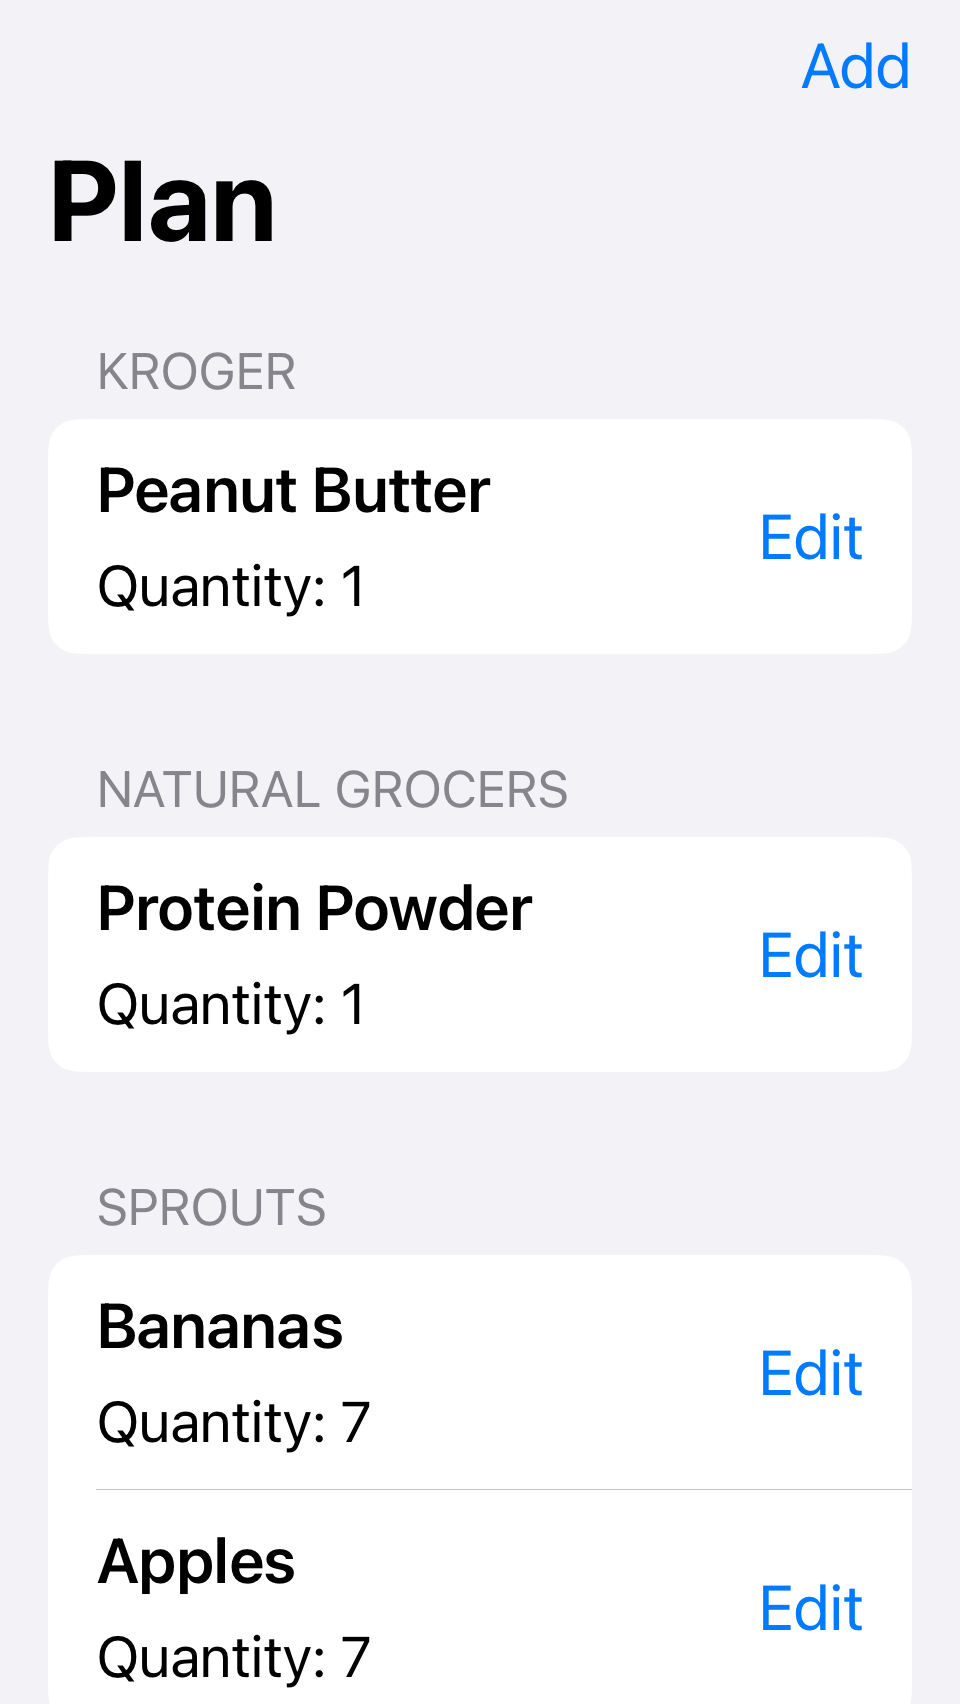 Add
Plan
KROGER
Peanut Butter
Edit
Quantity: 1
NATURAL GROCERS
Protein Powder
Edit
Quantity: 1
SPROUTS
Bananas
Edit
Quantity: 7
Apples
Edit
Quantity: 7